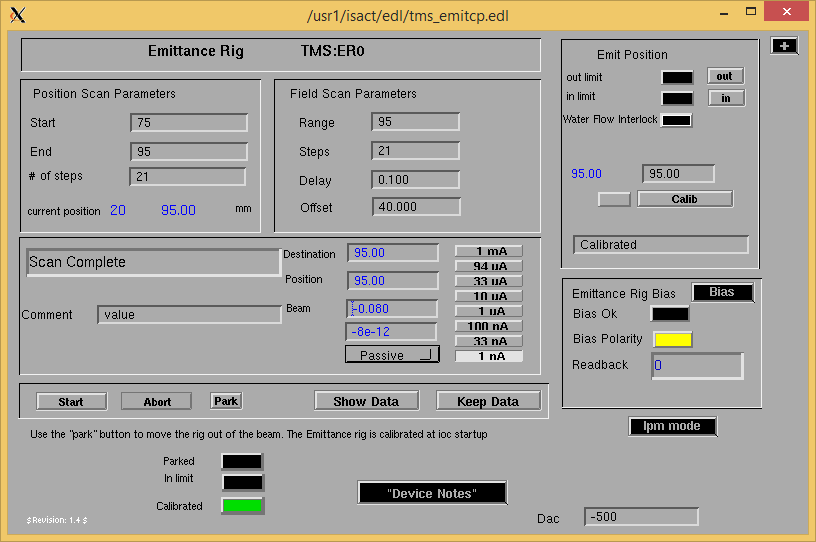 /usr1/isact/edl/tms_emitcp.edl
Emittance Rig TMS:ER0
Position Scan Parameters
Start 75
End 95
# of steps 21
current position 20 95.00 mm
Field Scan Parameters
Range 95
Steps 21
Delay 0.100
Offset 40.000
Emit Position
out limit out
in limit in
Water Flow Interlock
95.00 95.00
Calib
Calibrated
+
Scan Complete
Comment value
Destination 95.00
Position 95.00
Beam -0.080
-8e-12
Passive
1 mA
94 uA
33 uA
10 uA
1 uA
100 nA
33 nA
1 nA
Emittance Rig Bias Bias
Bias Ok
Bias Polarity
Readback 0
Start Abort Park Show Data Keep Data
Ipm mode
Use the "park" button to move the rig out of the beam. The Emittance rig is calibrated at ioc startup
Parked
In limit
Calibrated
"Device Notes"
Dac -500
$Revision: 1.4 $